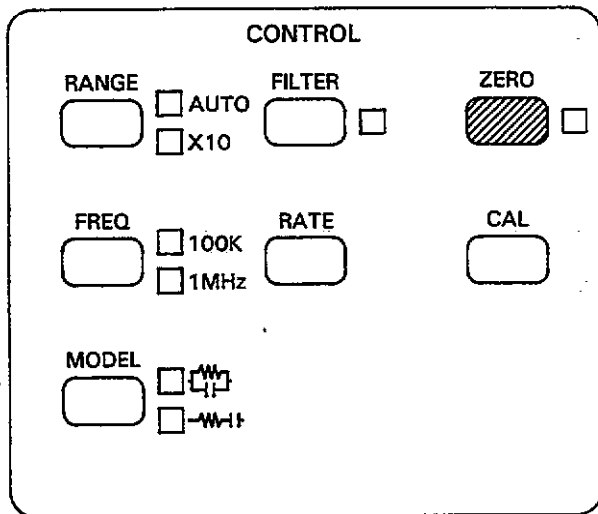 CONTROL
RANGE
AUTO
X10
FILTER
ZERO
FREQ
100K
1MHz
RATE
CAL
MODEL